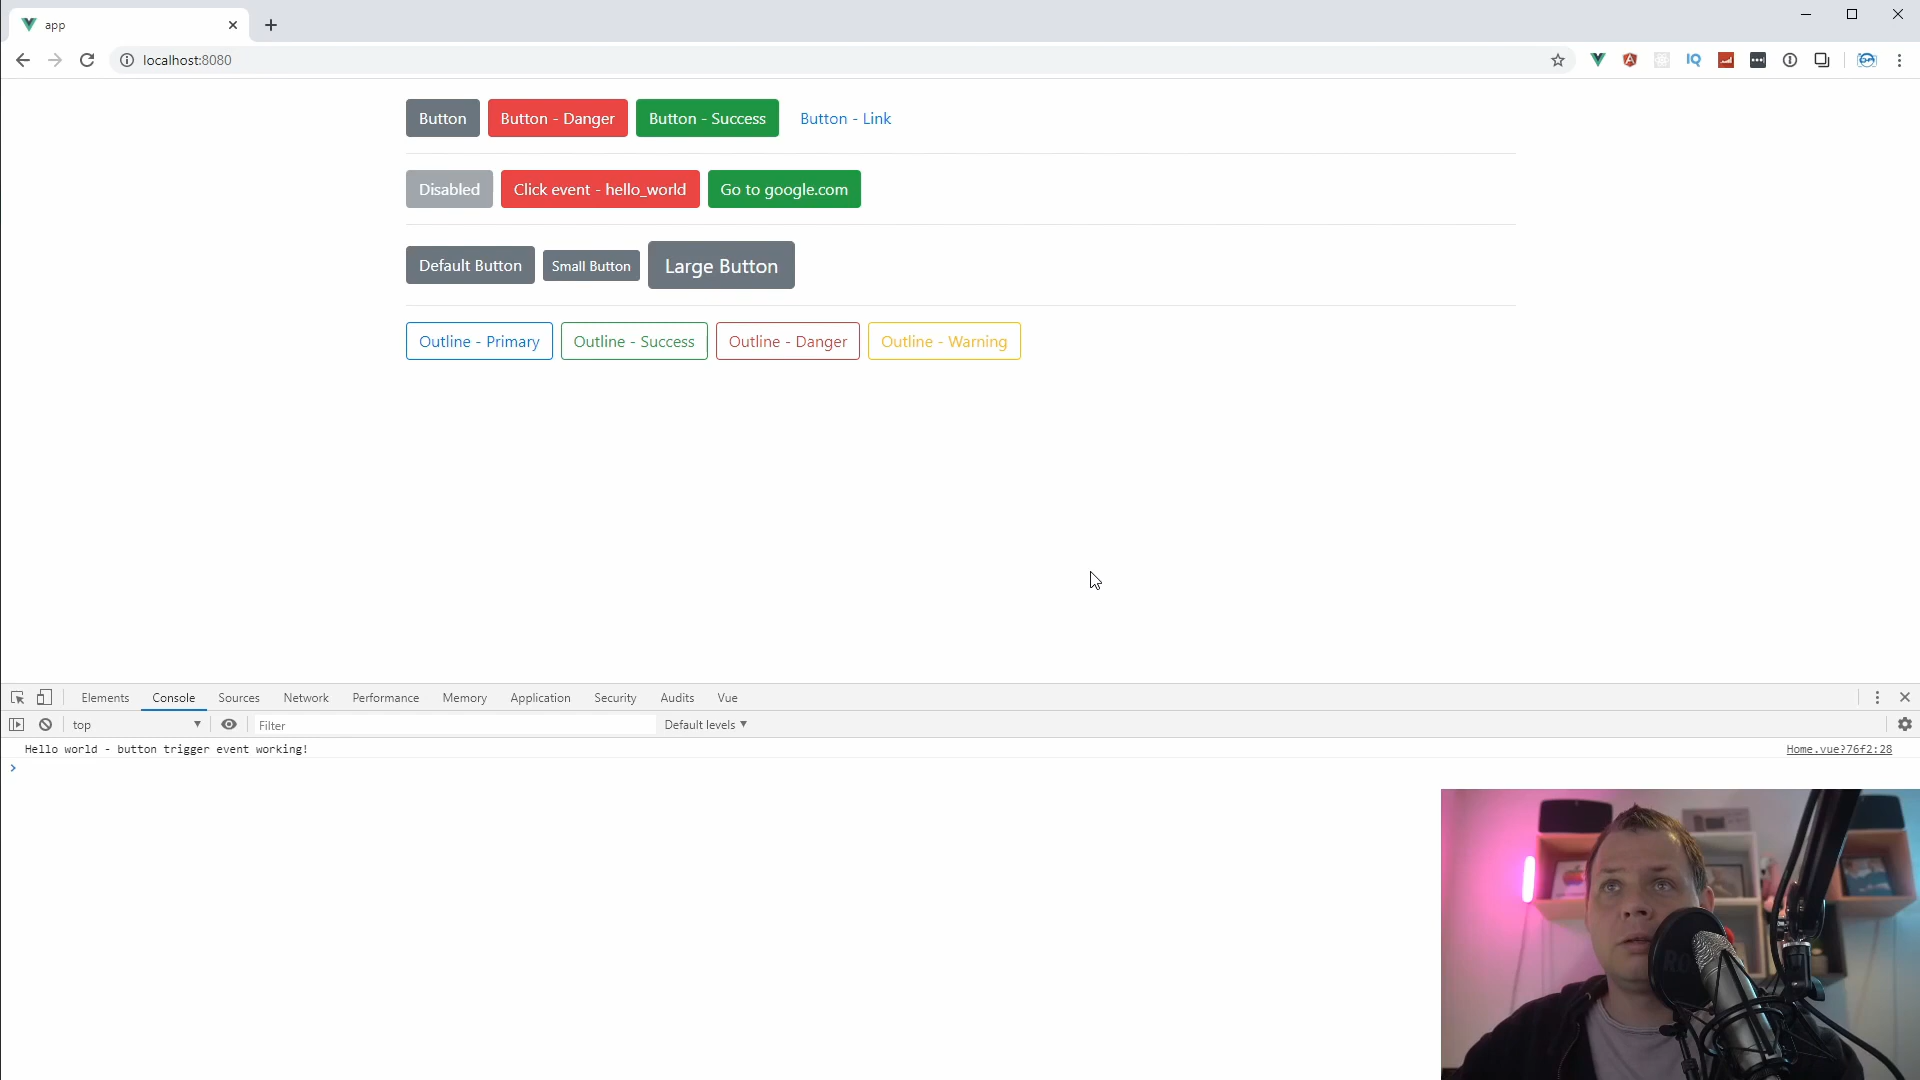 app
localhost:8080
IQ
Button Button - Danger Button - Success Button - Link
Disabled Click event - hello_world Go to google.com
Default Button Small Button Large Button
Outline - Primary Outline - Success Outline - Danger Outline - Warning
Elements Console Sources Network Performance Memory Application Security Audits Vue
top Filter Default levels
Hello world - button trigger event working! Home.vue?76f2:28